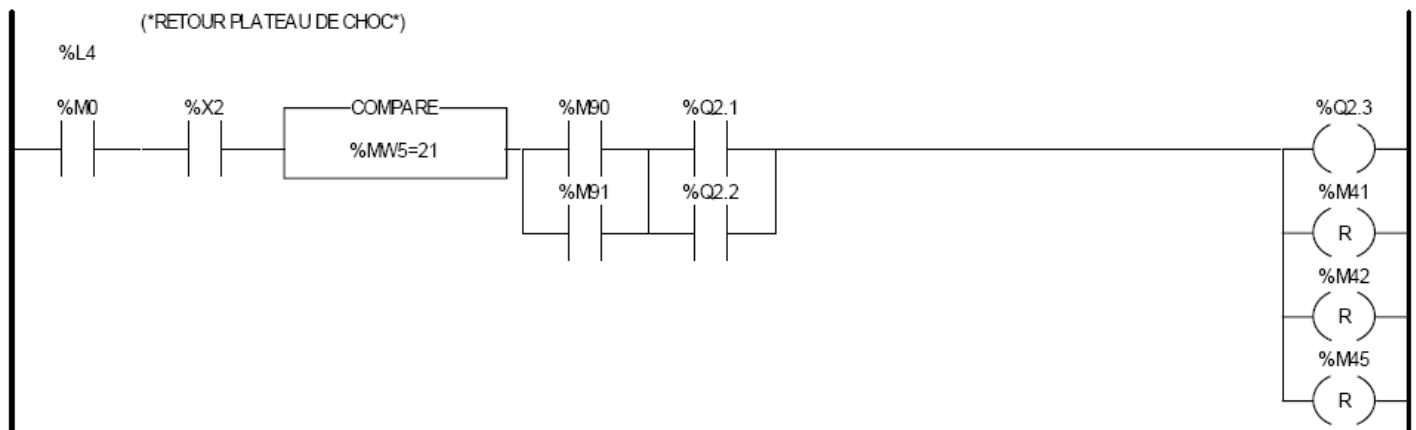 (*RETOUR PLATEAU DE CHOC*)
%L4
%M0 %X2 COMPARE %M90 %Q2.1 %Q2.3
%MW5=21
%M91 %Q2.2 %M41
R
%M42
R
%M45
R